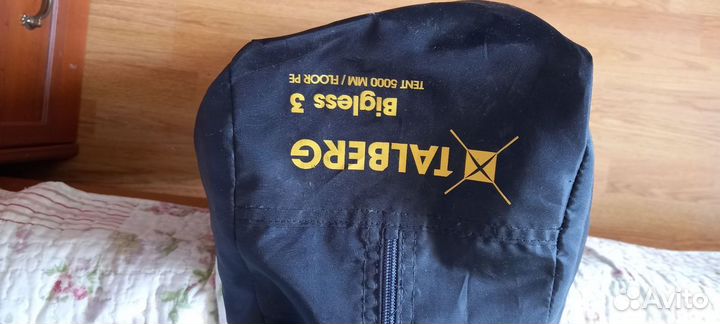 TALBERG
Bigless 3
TENT 5000 MM / FLOOR PE
Avito